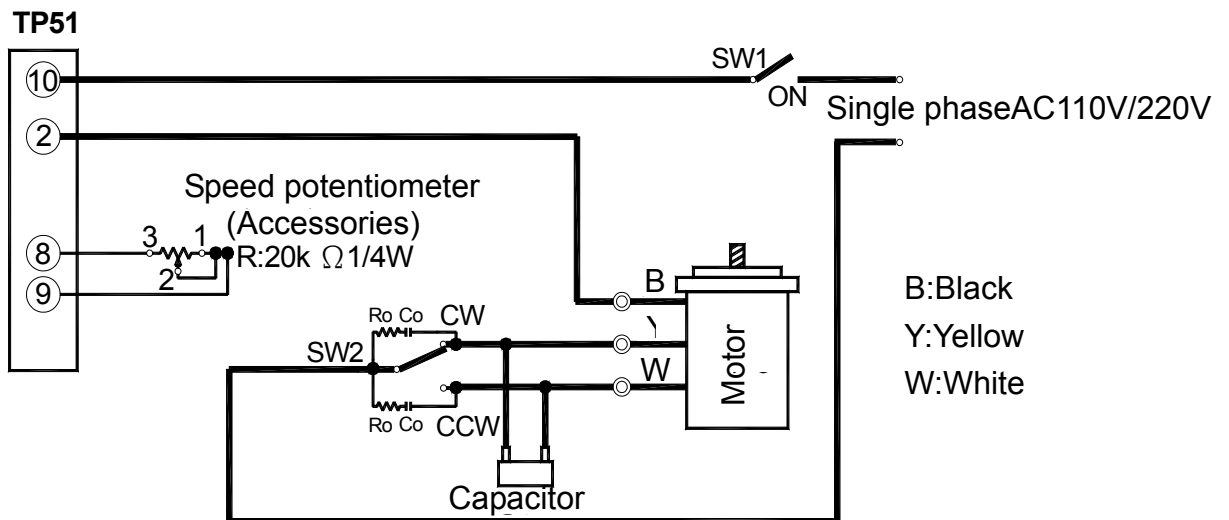 TP51
10
SW1
ON
Single phaseAC110V/220V
2
Speed potentiometer
(Accessories)
R:20k Ω1/4W
8
3
1
2
9
B
Y
W
Motor
B:Black
Y:Yellow
W:White
Ro Co
CW
SW2
Ro Co
CCW
Capacitor